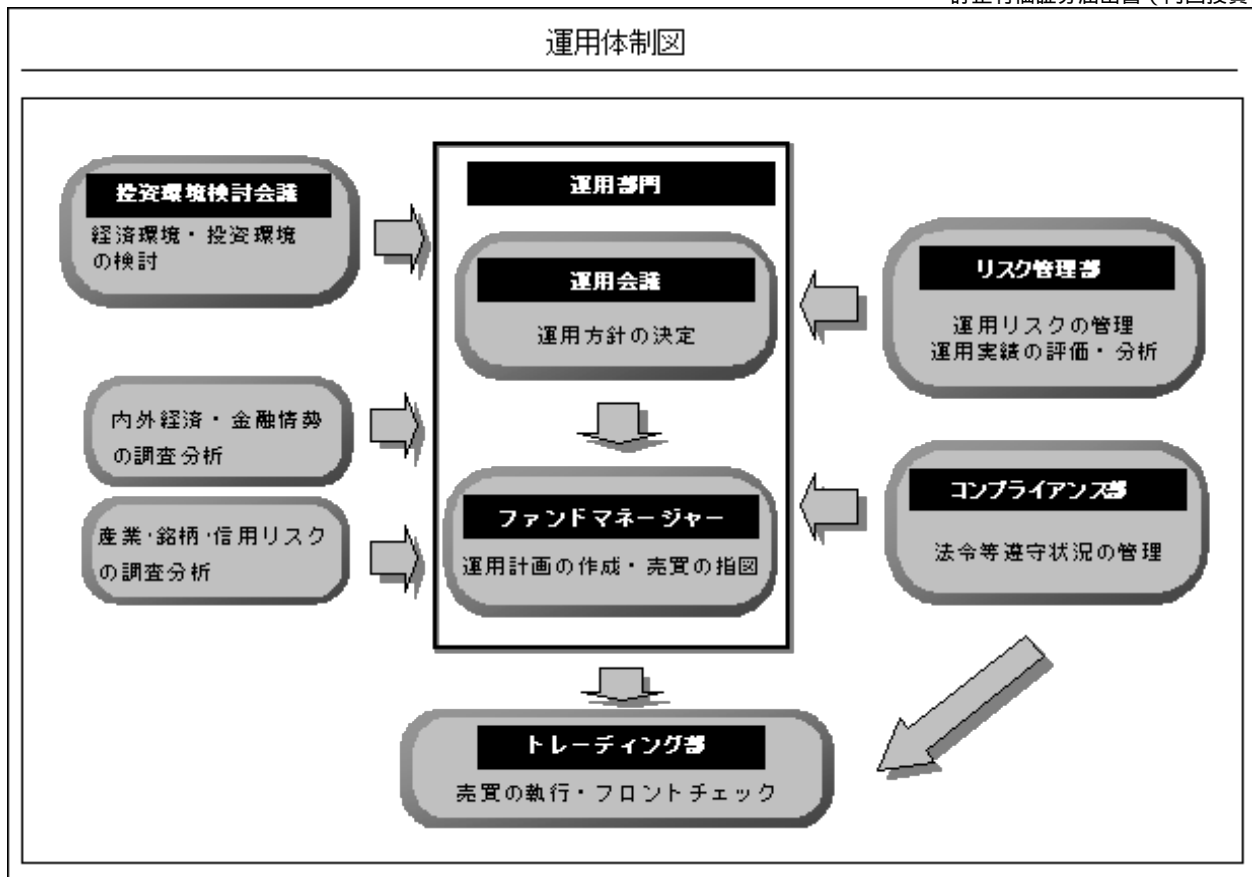 運用体制図
投資環境検討会議
経済環境・投資環境
の検討
運用部門
運用会議
運用方針の決定
リスク管理部
運用リスクの管理
運用実績の評価・分析
内外経済・金融情勢
の調査分析
産業・銘柄・信用リスク
の調査分析
ファンドマネージャー
運用計画の作成・売買の指図
コンプライアンス部
法令等遵守状況の管理
トレーディング部
売買の執行・フロントチェック